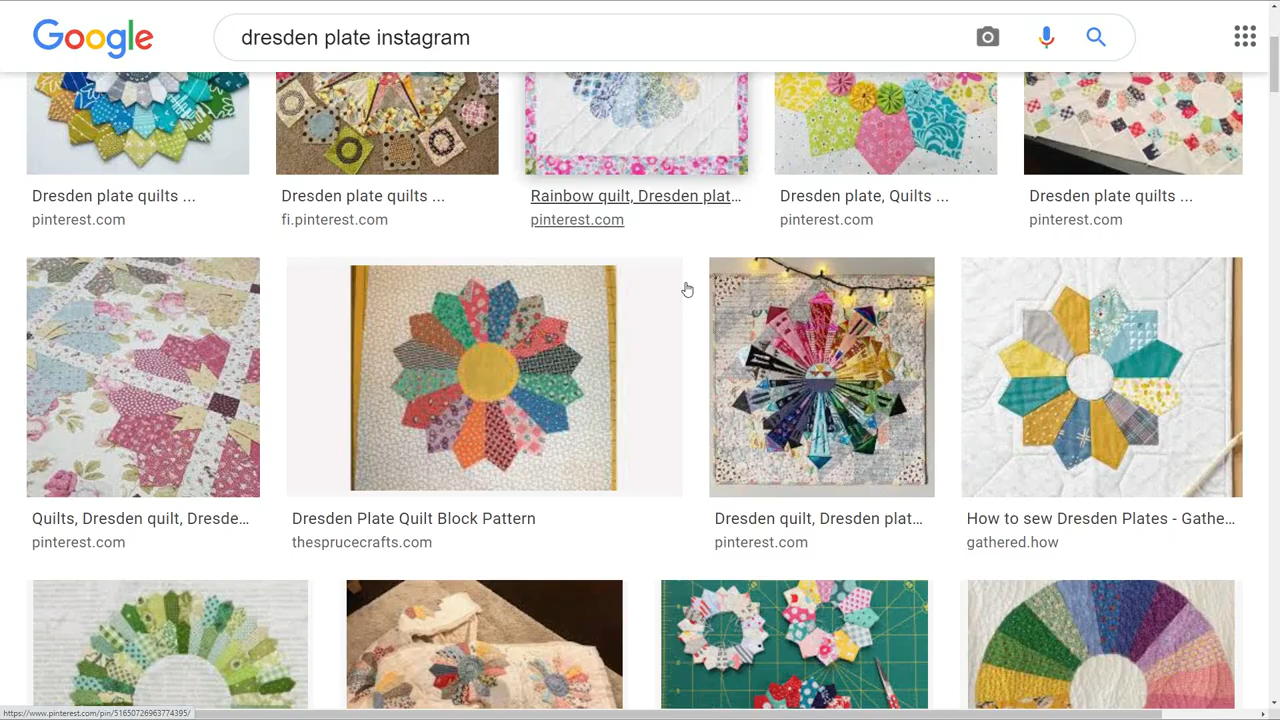 Google
dresden plate instagram
Dresden plate quilts ...
pinterest.com
Dresden plate quilts ...
fi.pinterest.com
Rainbow quilt, Dresden plat...
pinterest.com
Dresden plate, Quilts ...
pinterest.com
Dresden plate quilts ...
pinterest.com
Quilts, Dresden quilt, Dresde...
pinterest.com
Dresden Plate Quilt Block Pattern
thesprucecrafts.com
Dresden quilt, Dresden plat...
pinterest.com
How to sew Dresden Plates - Gathe...
gathered.how
https://www.pinterest.com/pin/51650726963774395/